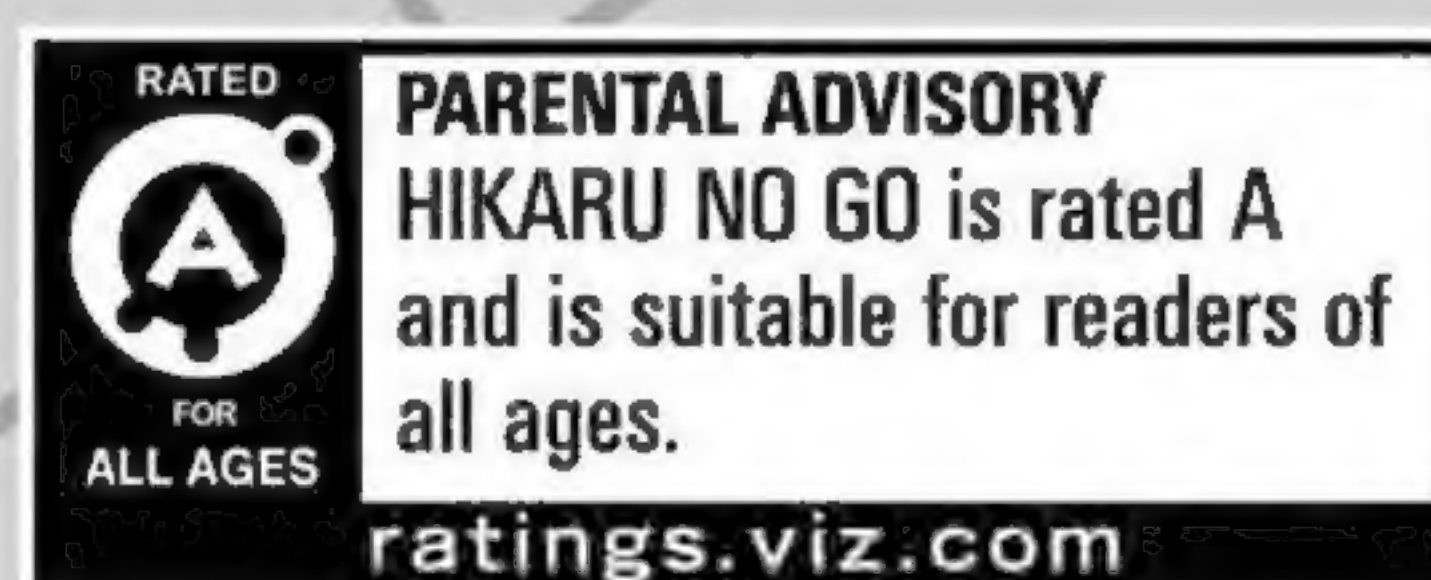 RATED
A
FOR
ALL AGES
PARENTAL ADVISORY
HIKARU NO GO is rated A
and is suitable for readers of
all ages.
ratings.viz.com